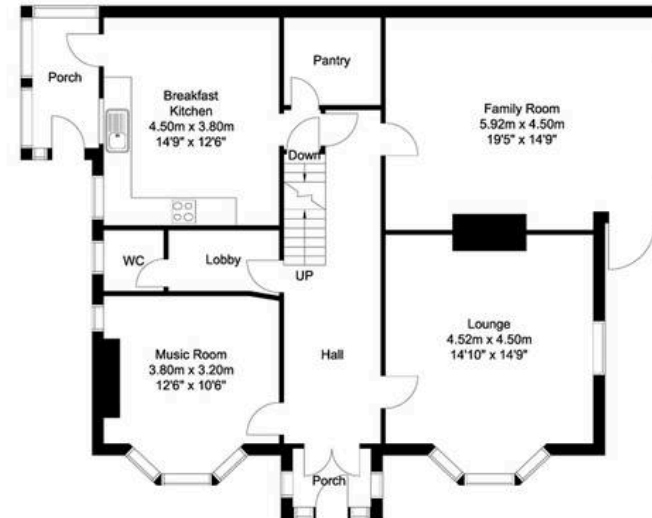 Porch
Breakfast
Kitchen
4.50m x 3.80m
14'9" x 12'6"
Pantry
Family Room
5.92m x 4.50m
19'5" x 14'9"
Down
WC
Lobby
UP
Music Room
3.80m x 3.20m
12'6" x 10'6"
Hall
Lounge
4.52m x 4.50m
14'10" x 14'9"
Porch